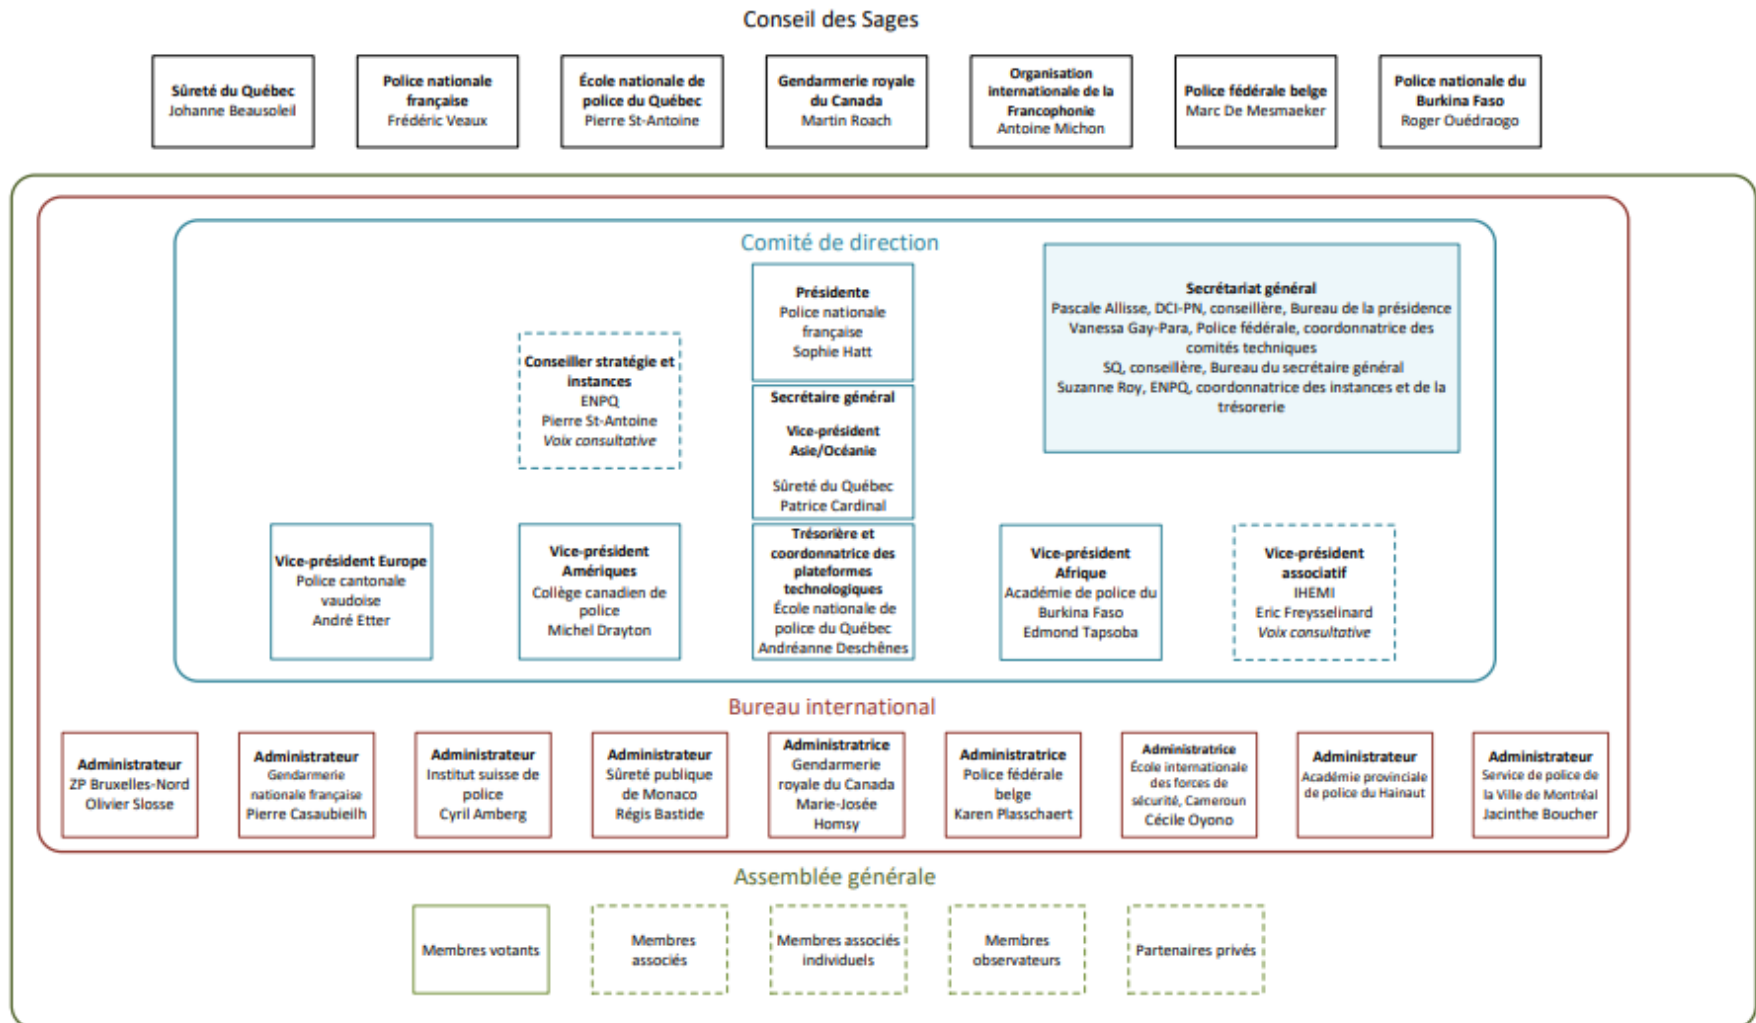 Conseil des Sages
Sûreté du Québec
Johanne Beausoleil
Police nationale
française
Frédéric Veaux
École nationale de
police du Québec
Pierre St-Antoine
Gendarmerie royale
du Canada
Martin Roach
Organisation
internationale de la
Francophonie
Antoine Michon
Police fédérale belge
Marc De Mesmaeker
Police nationale du
Burkina Faso
Roger Ouédraogo
Comité de direction
Présidente
Police nationale
française
Sophie Hatt
Secrétariat général
Pascale Allisse, DCI-PN, conseillère, Bureau de la présidence
Vanessa Gay-Para, Police fédérale, coordonnatrice des
comités techniques
SQ, conseillère, Bureau du secrétaire général
Suzanne Roy, ENPQ, coordonnatrice des instances et de la
trésorerie
Conseiller stratégie et
instances
ENPQ
Pierre St-Antoine
Voix consultative
Secrétaire général
Vice-président
Asie/Océanie
Sûreté du Québec
Patrice Cardinal
Vice-président Europe
Police cantonale
vaudoise
André Etter
Vice-président
Amériques
Collège canadien de
police
Michel Drayton
Trésorière et
coordonnatrice des
plateformes
technologiques
École nationale de
police du Québec
Andréanne Deschênes
Vice-président
Afrique
Académie de police du
Burkina Faso
Edmond Tapsoba
Vice-président
associatif
IHEMI
Eric Freysselinard
Voix consultative
Bureau international
Administrateur
ZP Bruxelles-Nord
Olivier Slosse
Administrateur
Gendarmerie
nationale française
Pierre Casaubieilh
Administrateur
Institut suisse de
police
Cyril Amberg
Administrateur
Sûreté publique
de Monaco
Régis Bastide
Administratrice
Gendarmerie
royale du Canada
Marie-Josée
Homsy
Administratrice
Police fédérale
belge
Karen Plasschaert
Administratrice
École internationale
des forces de
sécurité, Cameroun
Cécile Oyono
Administrateur
Académie provinciale
de police du Hainaut
Administrateur
Service de police de
la Ville de Montréal
Jacinthe Boucher
Assemblée générale
Membres votants
Membres
associés
Membres associés
individuels
Membres
observateurs
Partenaires privés